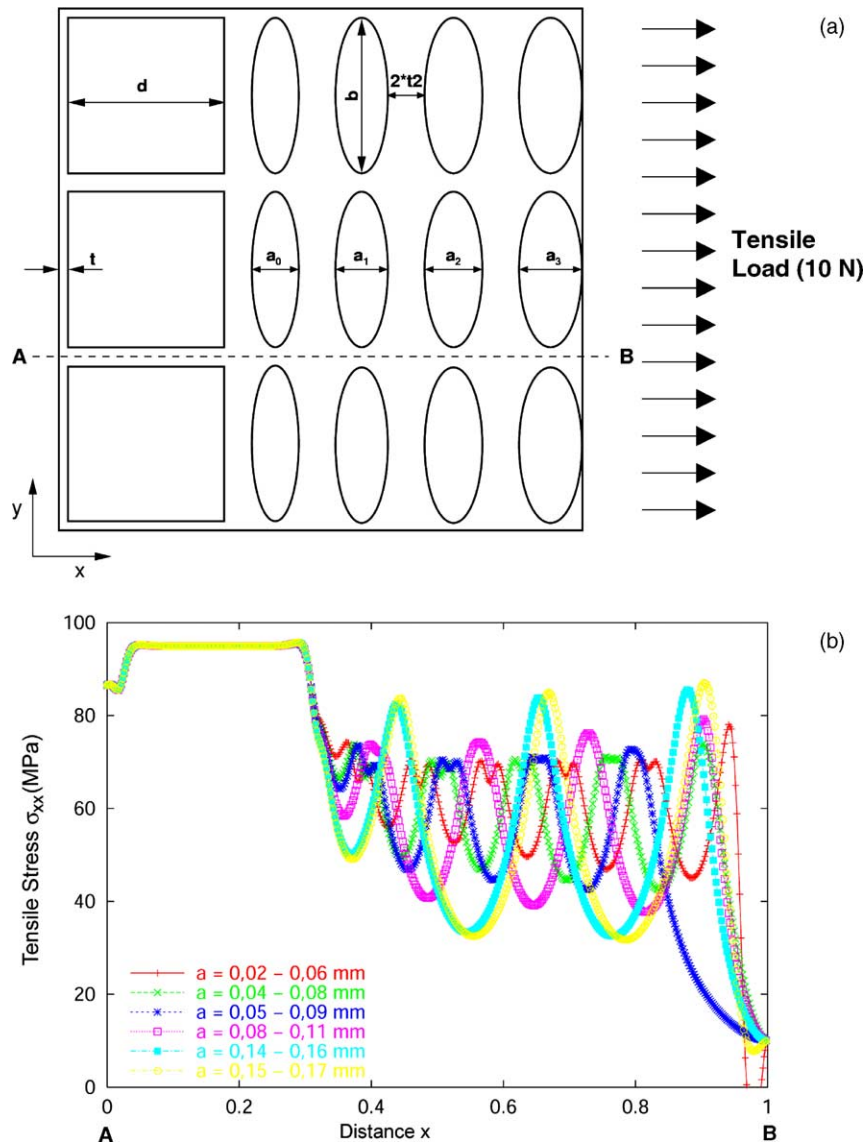 (a)
d
b
2*t2
t
a₀
a₁
a₂
a₃
Tensile
Load (10 N)
A
B
y
x
(b)
100
80
60
40
20
0
Tensile Stress σxx(MPa)
a = 0,02 – 0,06 mm
a = 0,04 – 0,08 mm
a = 0,05 – 0,09 mm
a = 0,08 – 0,11 mm
a = 0,14 – 0,16 mm
a = 0,15 – 0,17 mm
0 0.2 0.4 0.6 0.8 1
A Distance x B